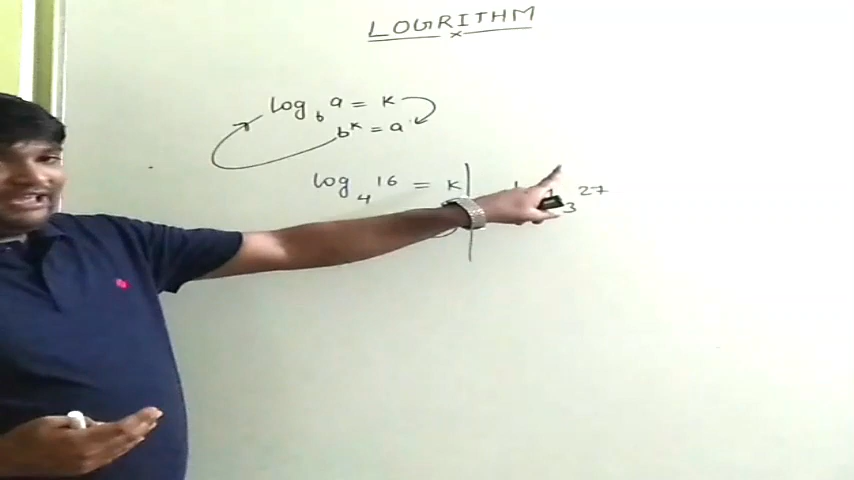 LOGRITHM
log_b a = k
b^k = a
log_4 16 = k
3 27